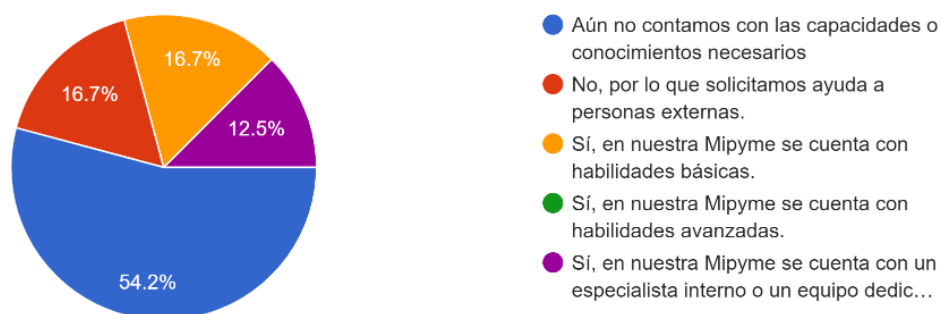 16.7%
16.7%
12.5%
54.2%
Aún no contamos con las capacidades o
conocimientos necesarios
No, por lo que solicitamos ayuda a
personas externas.
Sí, en nuestra Mipyme se cuenta con
habilidades básicas.
Sí, en nuestra Mipyme se cuenta con
habilidades avanzadas.
Sí, en nuestra Mipyme se cuenta con un
especialista interno o un equipo dedic…